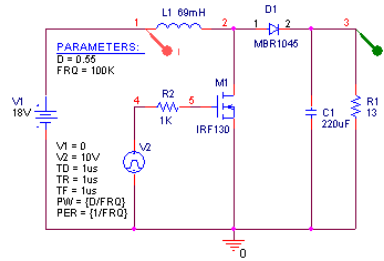 L1 69mH
D1
1
2
1 2
3
I
MBR1045
PARAMETERS:
D = 0.55
FRQ = 100K
M1
V1
18V
4
R2
5
1K
IRF130
C1
220uF
R1
13
V2
V1 = 0
V2 = 10V
TD = 1us
TR = 1us
TF = 1us
PW = {D/FRQ}
PER = {1/FRQ}
0